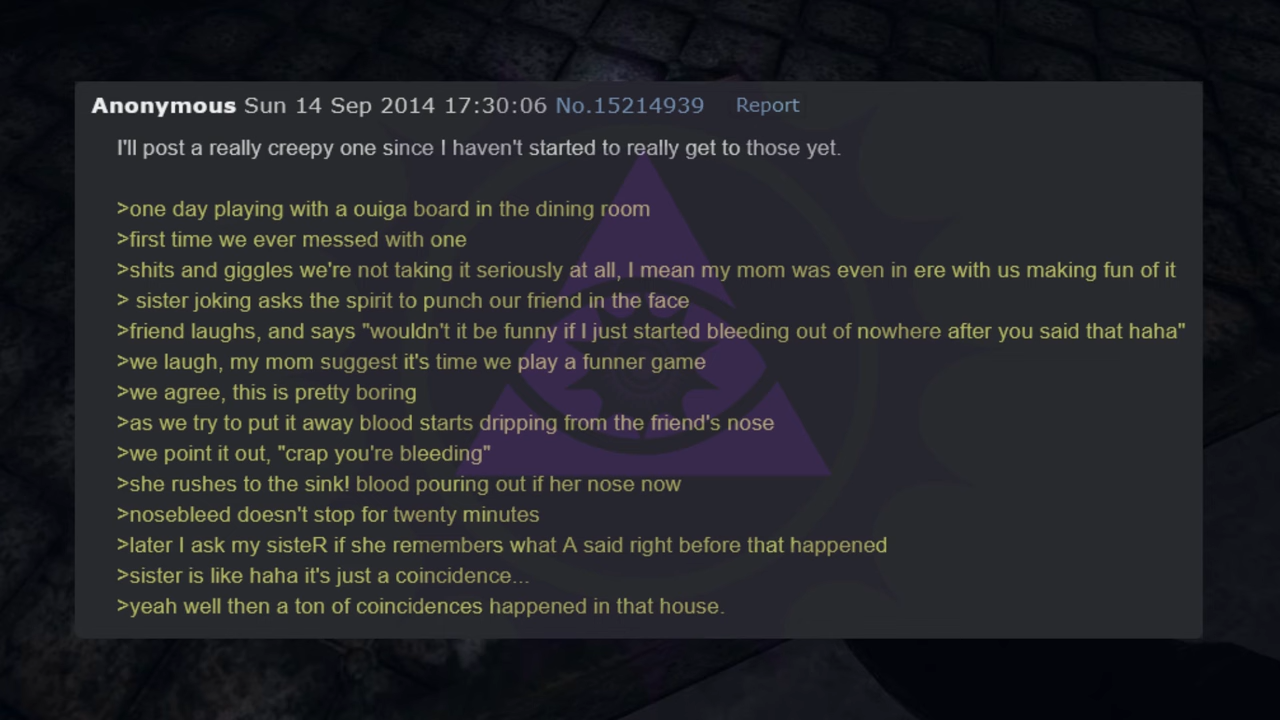 Anonymous Sun 14 Sep 2014 17:30:06 No.15214939 Report
I'll post a really creepy one since I haven't started to really get to those yet.
>one day playing with a ouiga board in the dining room
>first time we ever messed with one
>shits and giggles we're not taking it seriously at all, I mean my mom was even in ere with us making fun of it
> sister joking asks the spirit to punch our friend in the face
>friend laughs, and says "wouldn't it be funny if I just started bleeding out of nowhere after you said that haha"
>we laugh, my mom suggest it's time we play a funner game
>we agree, this is pretty boring
>as we try to put it away blood starts dripping from the friend's nose
>we point it out, "crap you're bleeding"
>she rushes to the sink! blood pouring out if her nose now
>nosebleed doesn't stop for twenty minutes
>later I ask my sisteR if she remembers what A said right before that happened
>sister is like haha it's just a coincidence...
>yeah well then a ton of coincidences happened in that house.